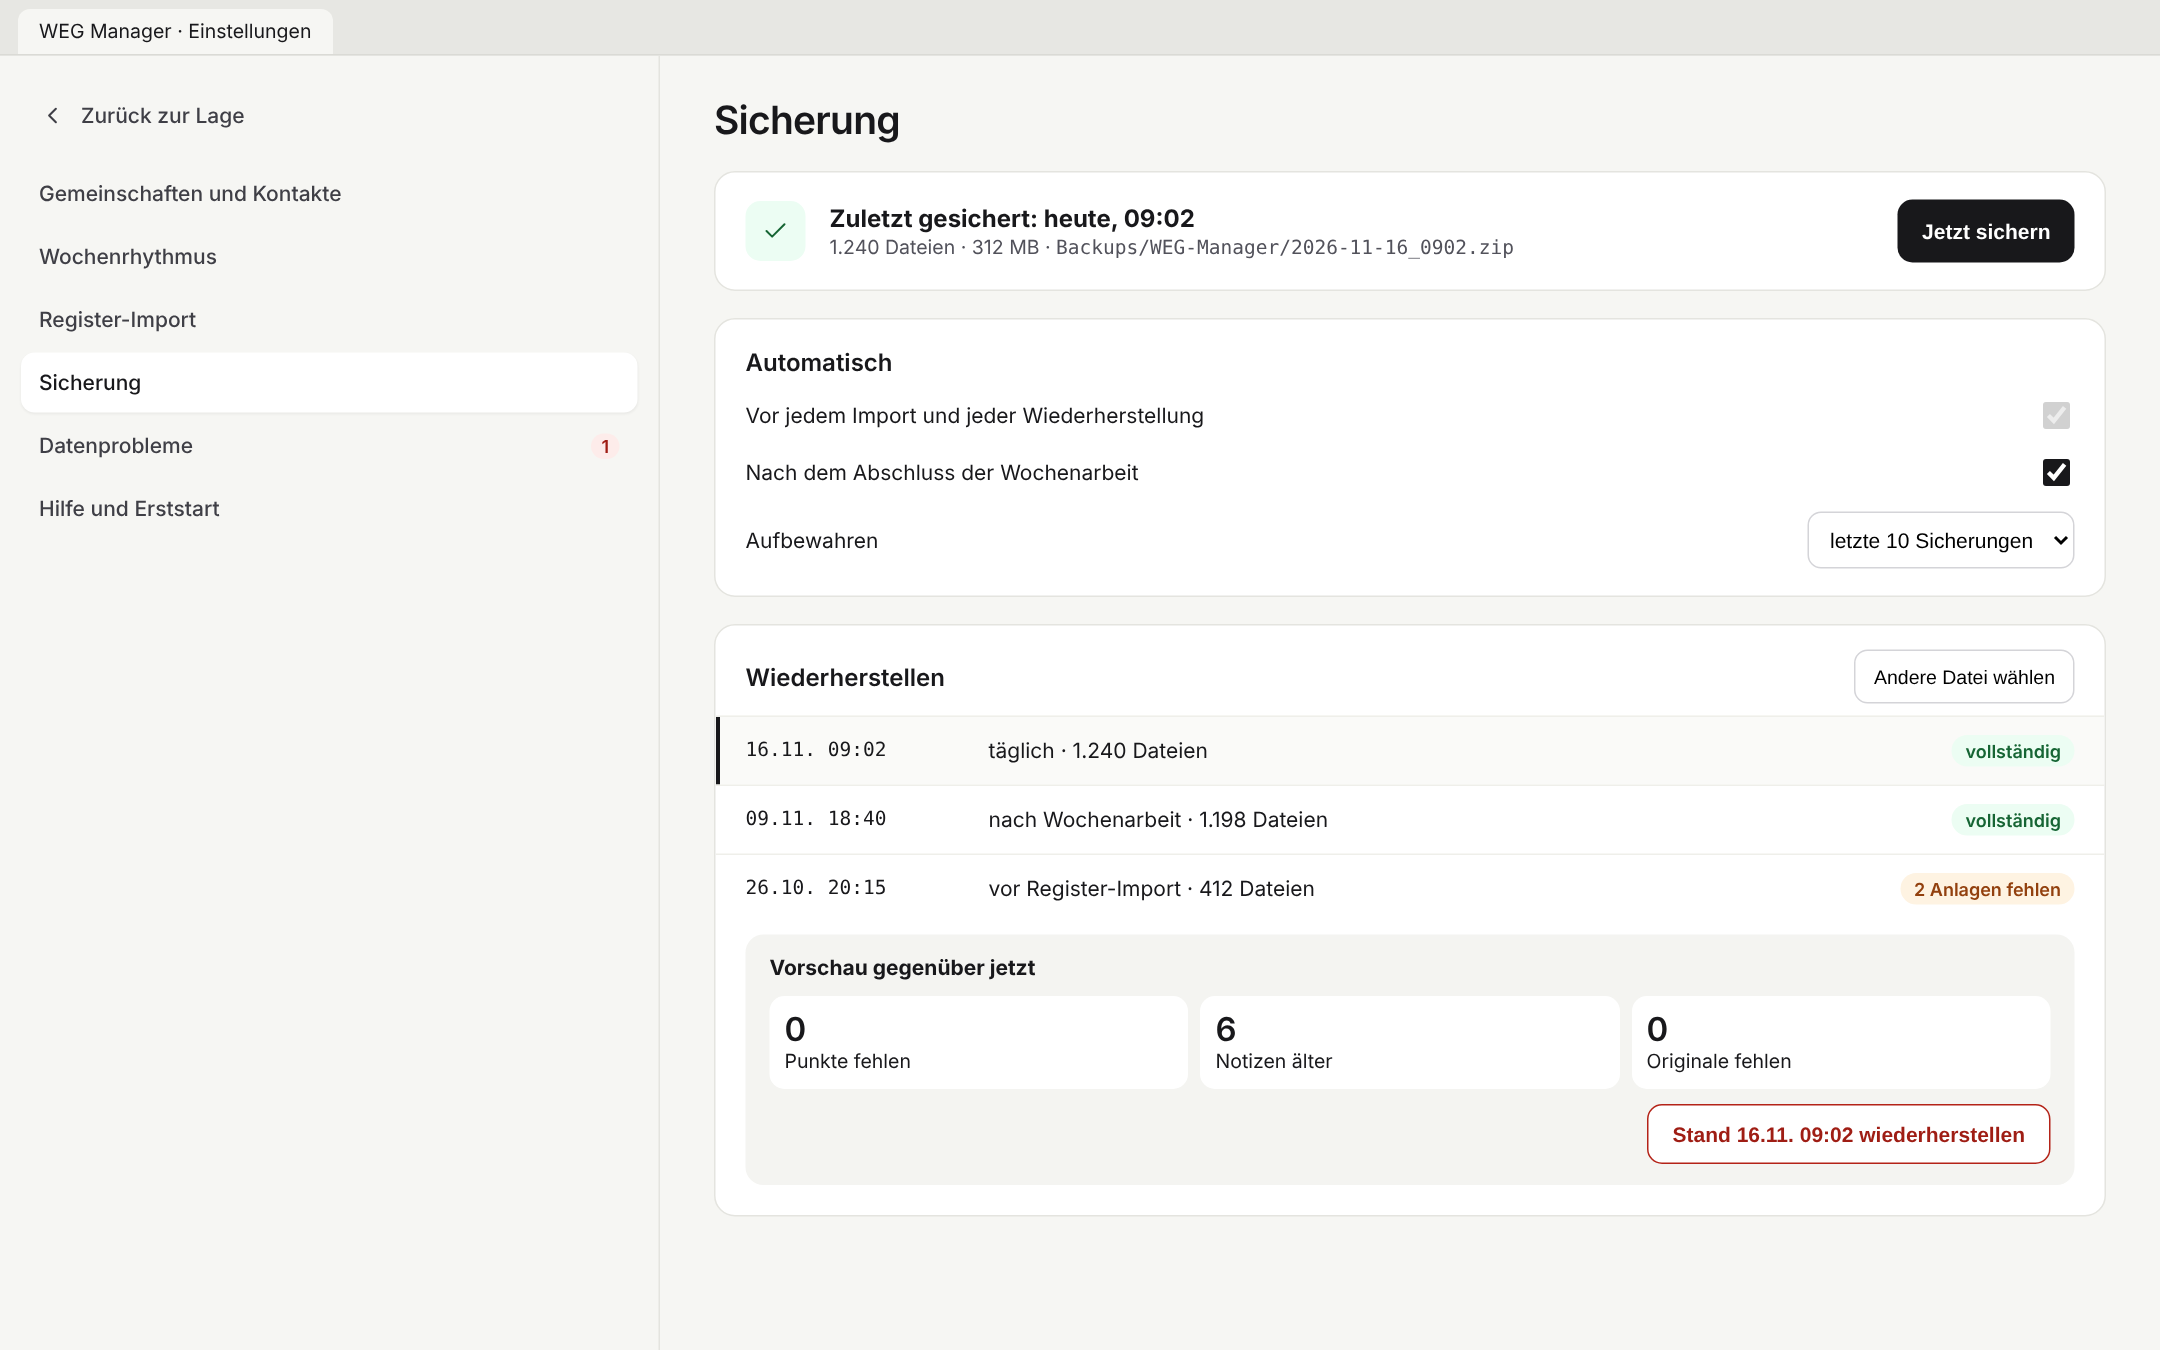 WEG Manager · Einstellungen
Zurück zur Lage
Gemeinschaften und Kontakte
Wochenrhythmus
Register-Import
Sicherung
Datenprobleme 1
Hilfe und Erststart
Sicherung
Zuletzt gesichert: heute, 09:02
1.240 Dateien · 312 MB · Backups/WEG-Manager/2026-11-16_0902.zip
Jetzt sichern
Automatisch
Vor jedem Import und jeder Wiederherstellung
Nach dem Abschluss der Wochenarbeit
Aufbewahren letzte 10 Sicherungen
Wiederherstellen Andere Datei wählen
16.11. 09:02 täglich · 1.240 Dateien vollständig
09.11. 18:40 nach Wochenarbeit · 1.198 Dateien vollständig
26.10. 20:15 vor Register-Import · 412 Dateien 2 Anlagen fehlen
Vorschau gegenüber jetzt
0
Punkte fehlen
6
Notizen älter
0
Originale fehlen
Stand 16.11. 09:02 wiederherstellen